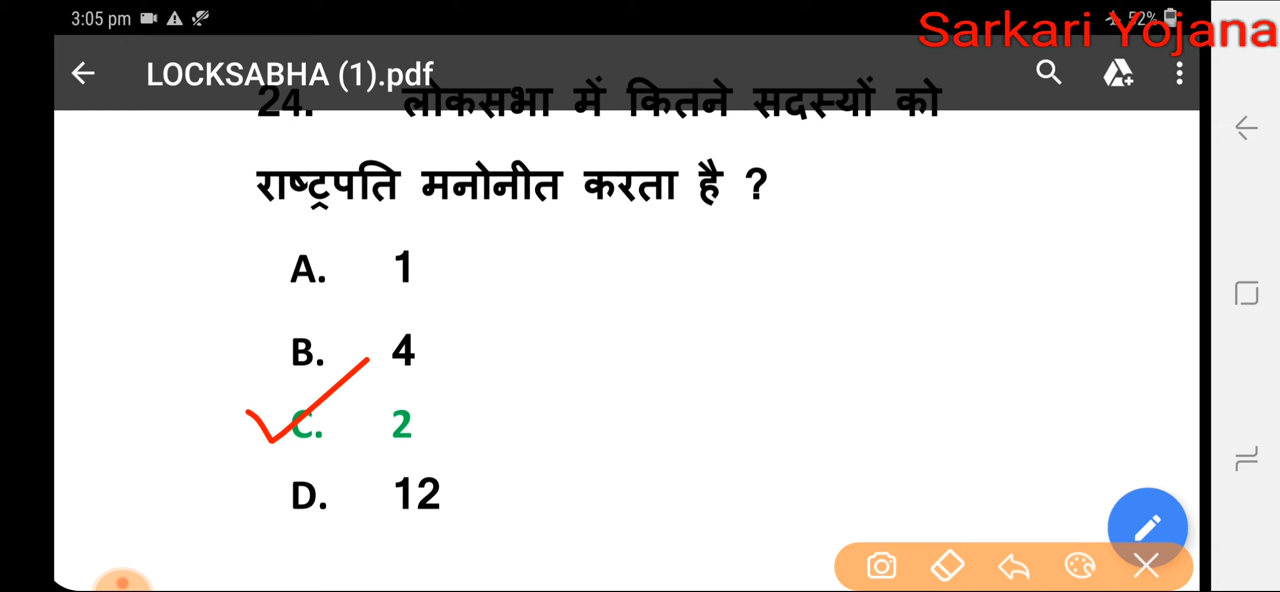 3:05 pm
52%
Sarkari Yojana
LOCKSABHA (1).pdf
24. लोकसभा में कितने सदस्यों को
राष्ट्रपति मनोनीत करता है ?
A. 1
B. 4
C. 2
D. 12